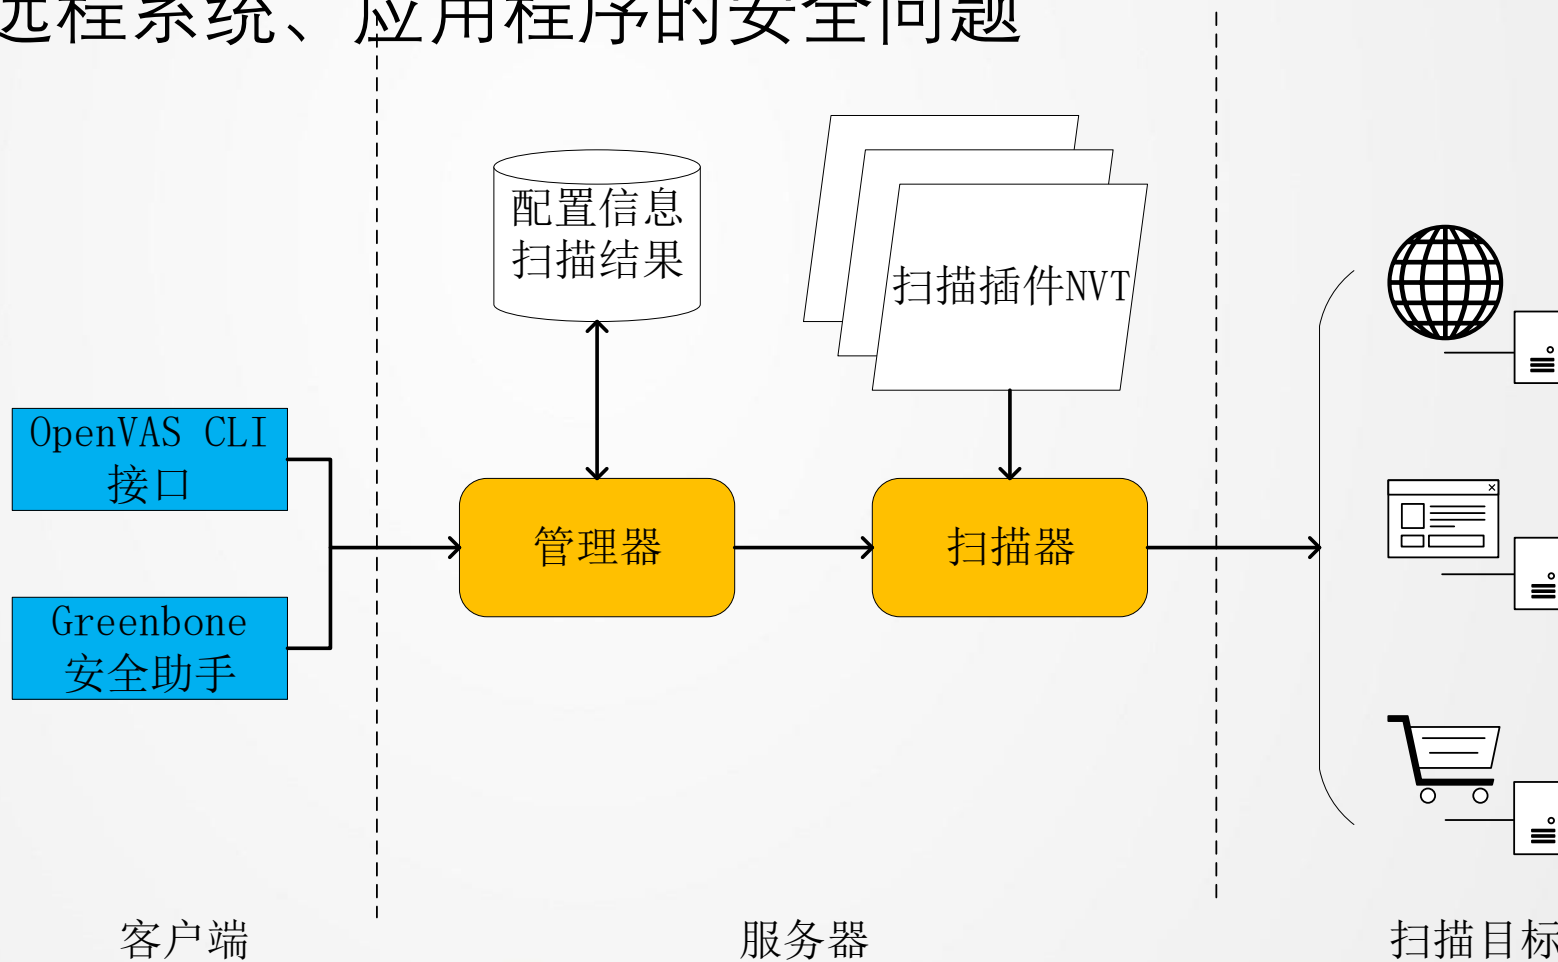 远程系统、应用程序的安全问题
配置信息
扫描结果
扫描插件NVT
OpenVAS CLI
接口
管理器
扫描器
Greenbone
安全助手
客户端
服务器
扫描目标